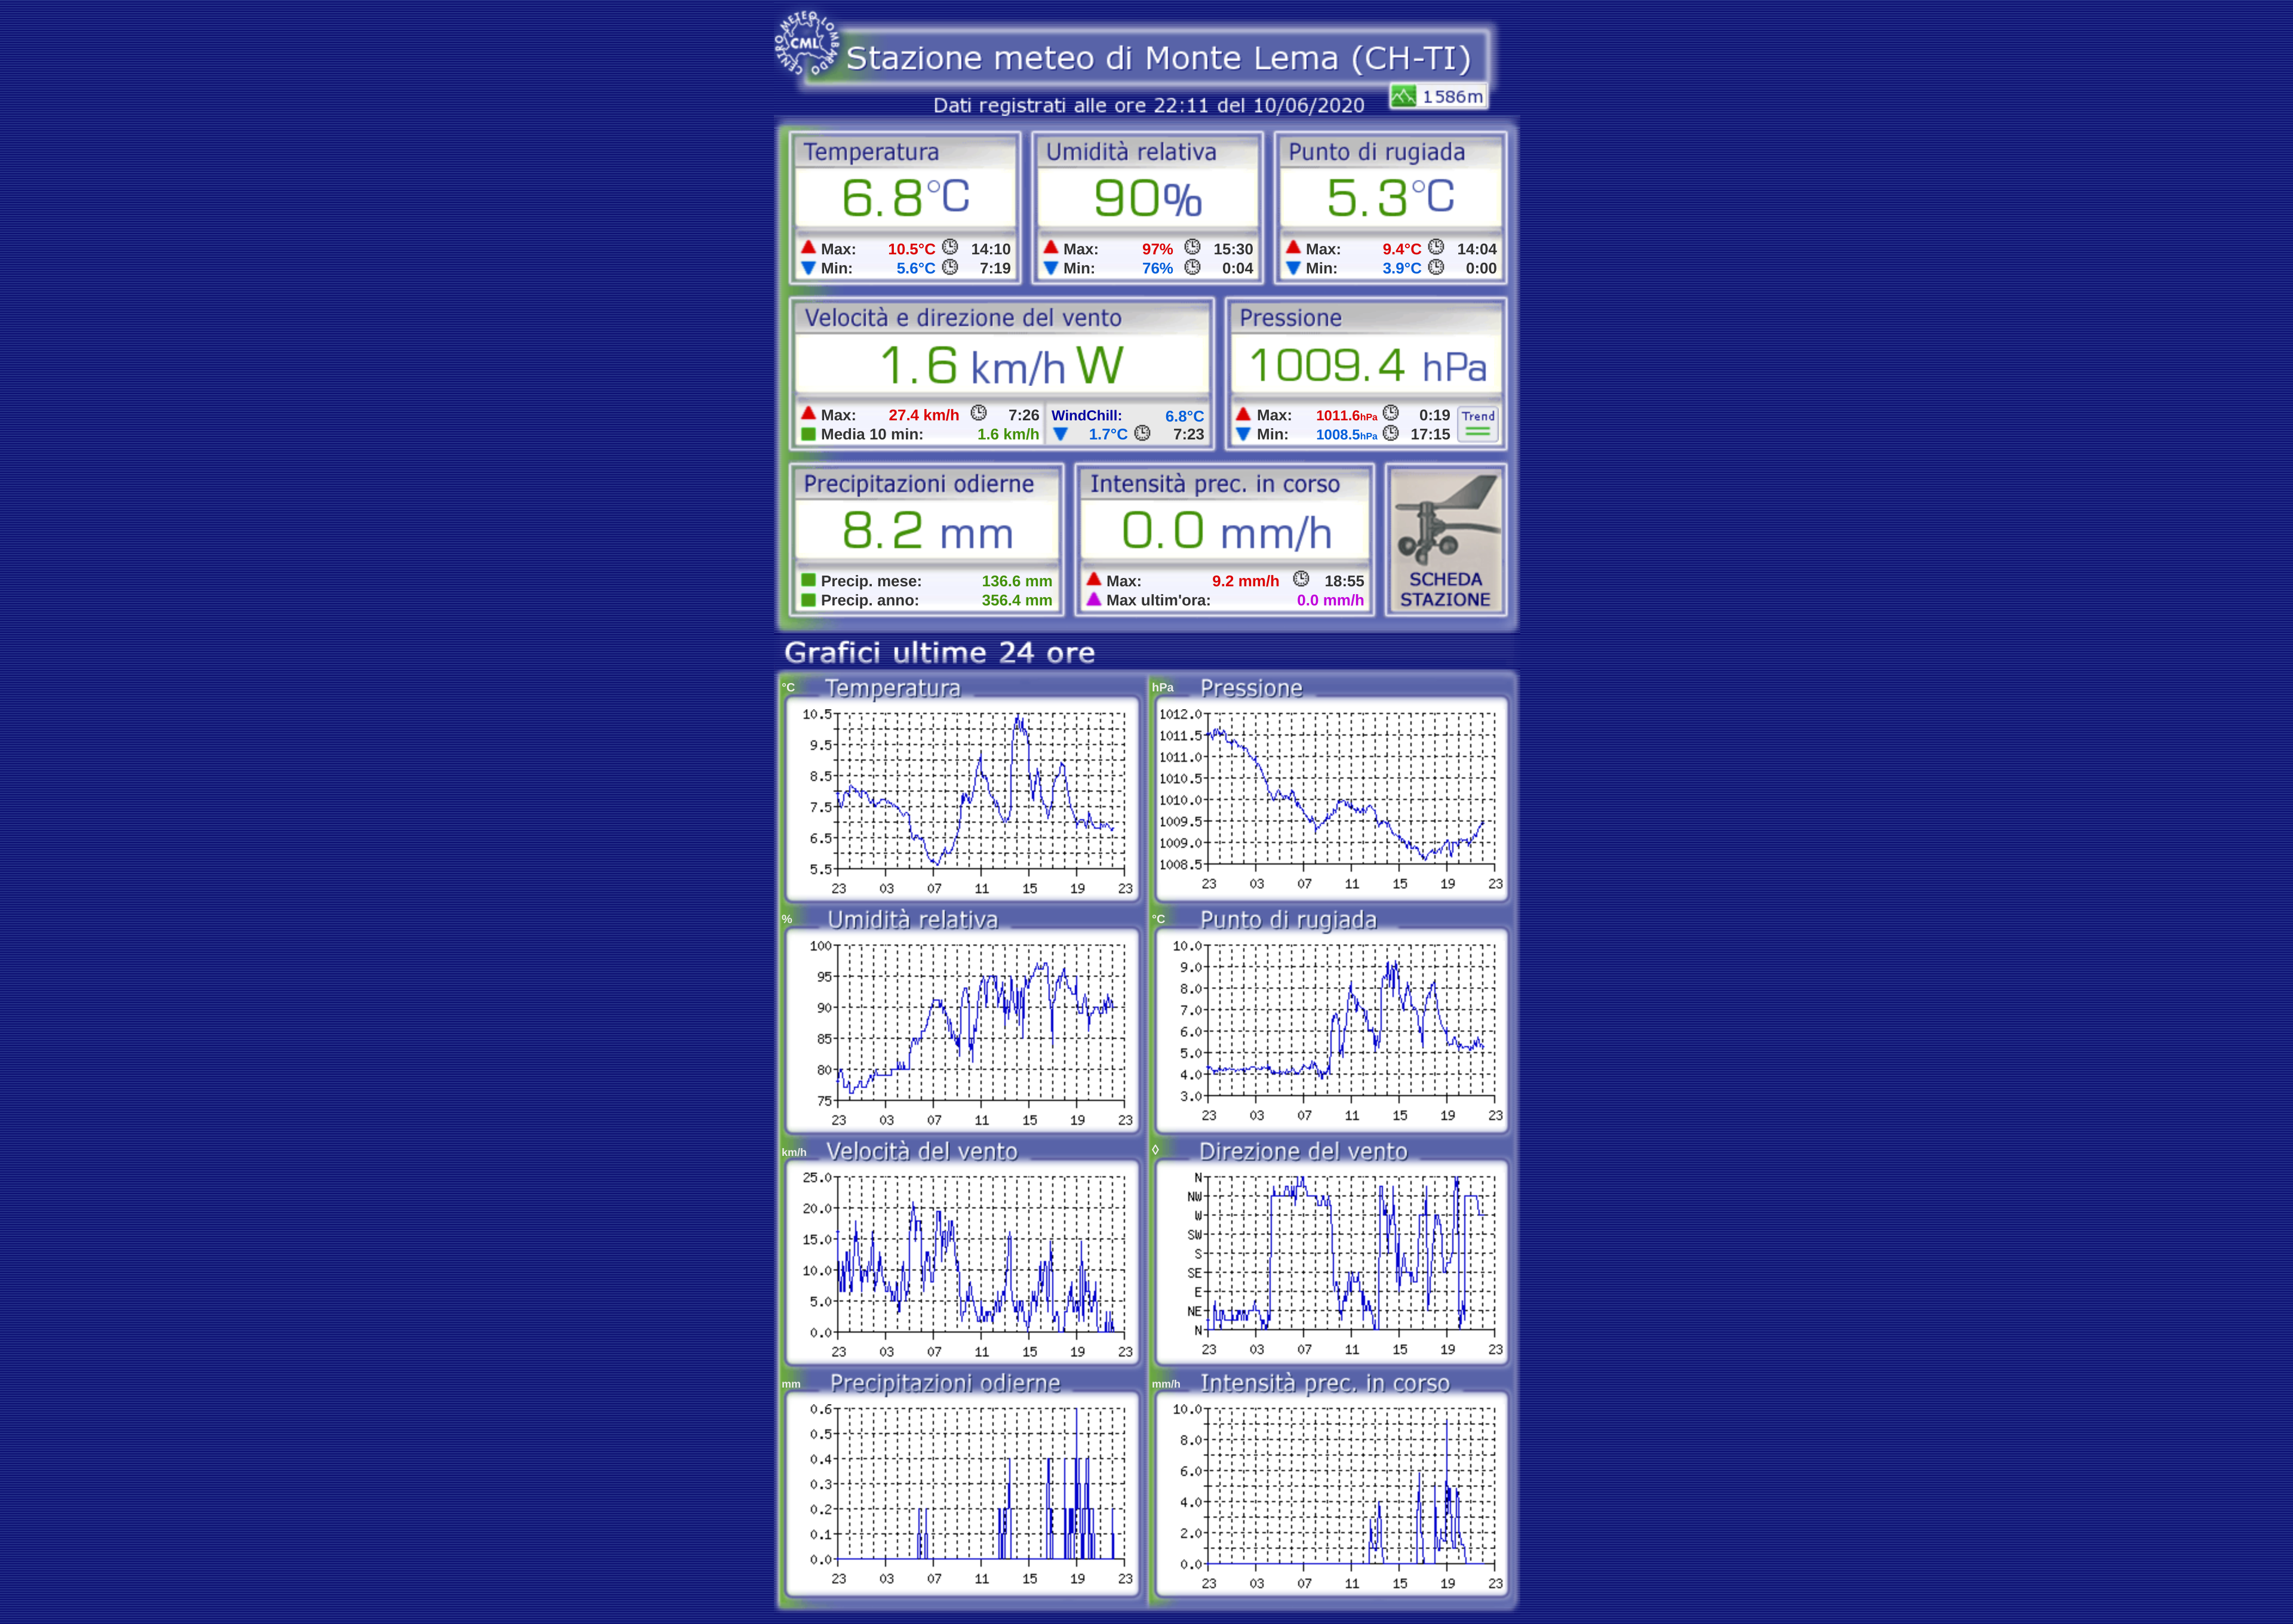 CENTRO METEO LOMBARDO
CML
Stazione meteo di Monte Lema (CH-TI)
Dati registrati alle ore 22:11 del 10/06/2020
1586m
Temperatura
6.8°C
Max: 10.5°C 14:10
Min: 5.6°C 7:19
Umidità relativa
90%
Max: 97% 15:30
Min: 76% 0:04
Punto di rugiada
5.3°C
Max: 9.4°C 14:04
Min: 3.9°C 0:00
Velocità e direzione del vento
1.6 km/h W
Max: 27.4 km/h 7:26
Media 10 min: 1.6 km/h
WindChill: 6.8°C
1.7°C 7:23
Pressione
1009.4 hPa
Max: 1011.6hPa 0:19
Min: 1008.5hPa 17:15
Trend
Precipitazioni odierne
8.2 mm
Precip. mese: 136.6 mm
Precip. anno: 356.4 mm
Intensità prec. in corso
0.0 mm/h
Max: 9.2 mm/h 18:55
Max ultim'ora: 0.0 mm/h
SCHEDA
STAZIONE
Grafici ultime 24 ore
°C Temperatura
10.5
9.5
8.5
7.5
6.5
5.5
23 03 07 11 15 19 23
hPa Pressione
1012.0
1011.5
1011.0
1010.5
1010.0
1009.5
1009.0
1008.5
23 03 07 11 15 19 23
% Umidità relativa
100
95
90
85
80
75
23 03 07 11 15 19 23
°C Punto di rugiada
10.0
9.0
8.0
7.0
6.0
5.0
4.0
3.0
23 03 07 11 15 19 23
km/h Velocità del vento
25.0
20.0
15.0
10.0
5.0
0.0
23 03 07 11 15 19 23
◊ Direzione del vento
N
NW
W
SW
S
SE
E
NE
N
23 03 07 11 15 19 23
mm Precipitazioni odierne
0.6
0.5
0.4
0.3
0.2
0.1
0.0
23 03 07 11 15 19 23
mm/h Intensità prec. in corso
10.0
8.0
6.0
4.0
2.0
0.0
23 03 07 11 15 19 23